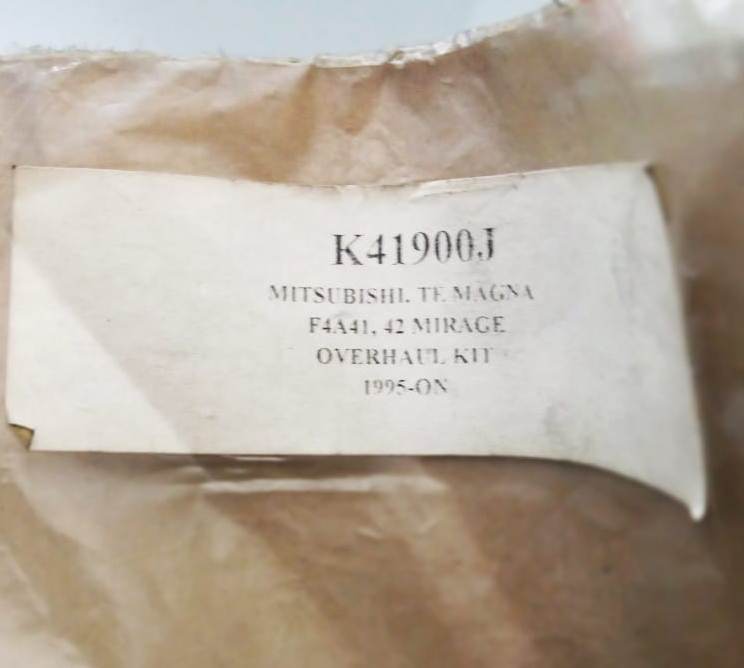 K41900J
MITSUBISHI. TE MAGNA
F4A41, 42 MIRAGE
OVERHAUL KIT
1995-ON